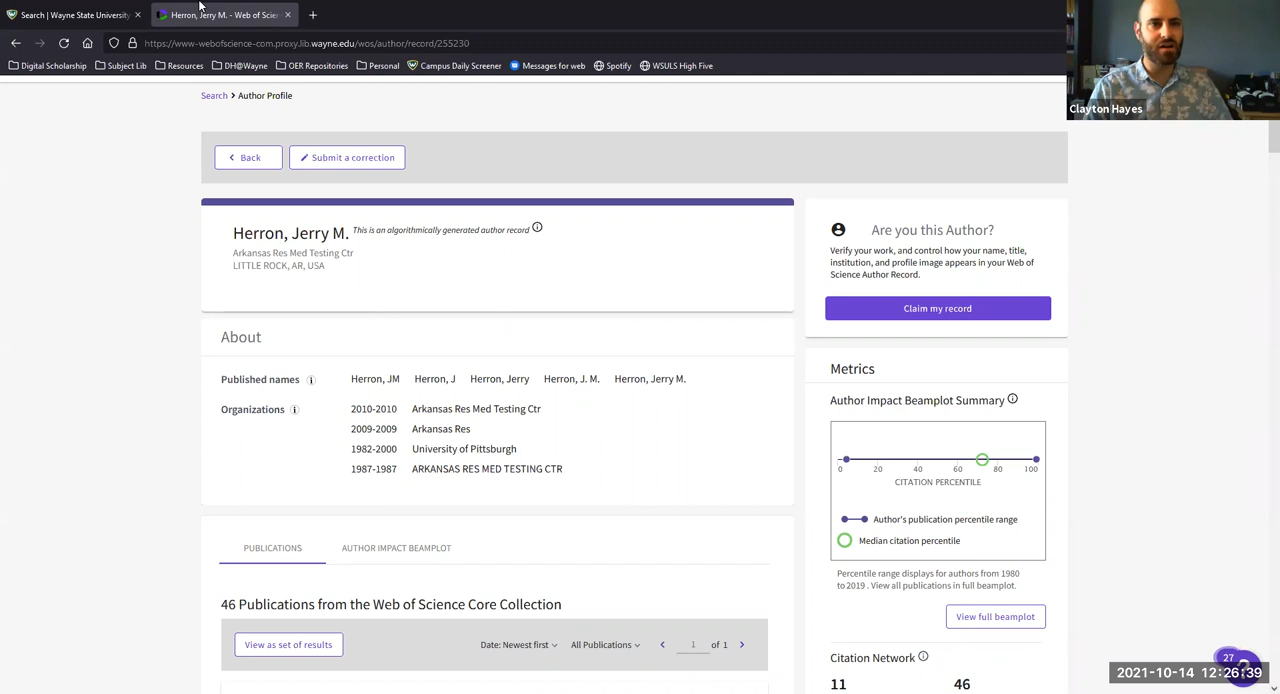 Search | Wayne State University
Herron, Jerry M. - Web of Scien
https://www-webofscience-com.proxy.lib.wayne.edu/wos/author/record/255230
Digital Scholarship Subject Lib Resources DH@Wayne OER Repositories Personal Campus Daily Screener Messages for web Spotify WSULS High Five
Clayton Hayes
Search > Author Profile
Back
Submit a correction
Herron, Jerry M. This is an algorithmically generated author record
Arkansas Res Med Testing Ctr
LITTLE ROCK, AR, USA
About
Published names Herron, JM Herron, J Herron, Jerry Herron, J. M. Herron, Jerry M.
Organizations 2010-2010 Arkansas Res Med Testing Ctr
2009-2009 Arkansas Res
1982-2000 University of Pittsburgh
1987-1987 ARKANSAS RES MED TESTING CTR
PUBLICATIONS AUTHOR IMPACT BEAMPLOT
46 Publications from the Web of Science Core Collection
View as set of results Date: Newest first All Publications 1 of 1
Are you this Author?
Verify your work, and control how your name, title,
institution, and profile image appears in your Web of
Science Author Record.
Claim my record
Metrics
Author Impact Beamplot Summary
0 20 40 60 80 100
CITATION PERCENTILE
Author's publication percentile range
Median citation percentile
Percentile range displays for authors from 1980
to 2019 . View all publications in full beamplot.
View full beamplot
Citation Network
11 46
27
?
2021-10-14 12:26:39